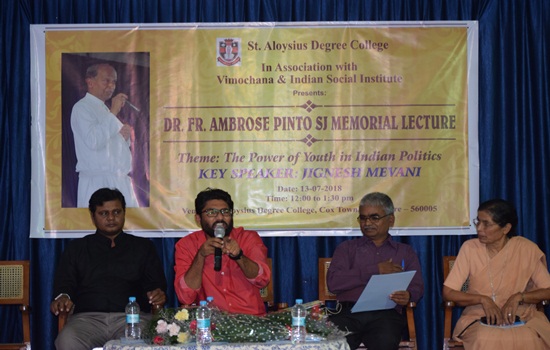 St. Aloysius Degree College
In Association with
Vimochana & Indian Social Institute
Presents:
DR. FR. AMBROSE PINTO SJ MEMORIAL LECTURE
Theme: The Power of Youth in Indian Politics
KEY SPEAKER: JIGNESH MEVANI
Date: 13-07-2018
Time: 12:00 to 1:30 pm
Aloysius Degree College, Cox Town, 560005